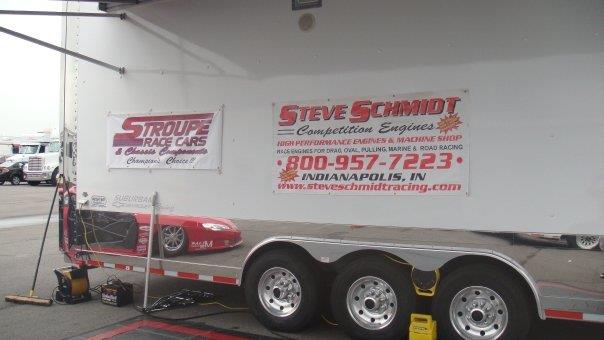 STROUPE
RACE CARS
& Chassis Components
Champions Choice!!
STEVE SCHMIDT
Competition Engines
HIGH PERFORMANCE ENGINES & MACHINE SHOP
RACE ENGINES FOR DRAG, OVAL, PULLING, MARINE & ROAD RACING
• 800-957-7223 •
INDIANAPOLIS, IN
www.steveschmidtracing.com
SUBURBAN